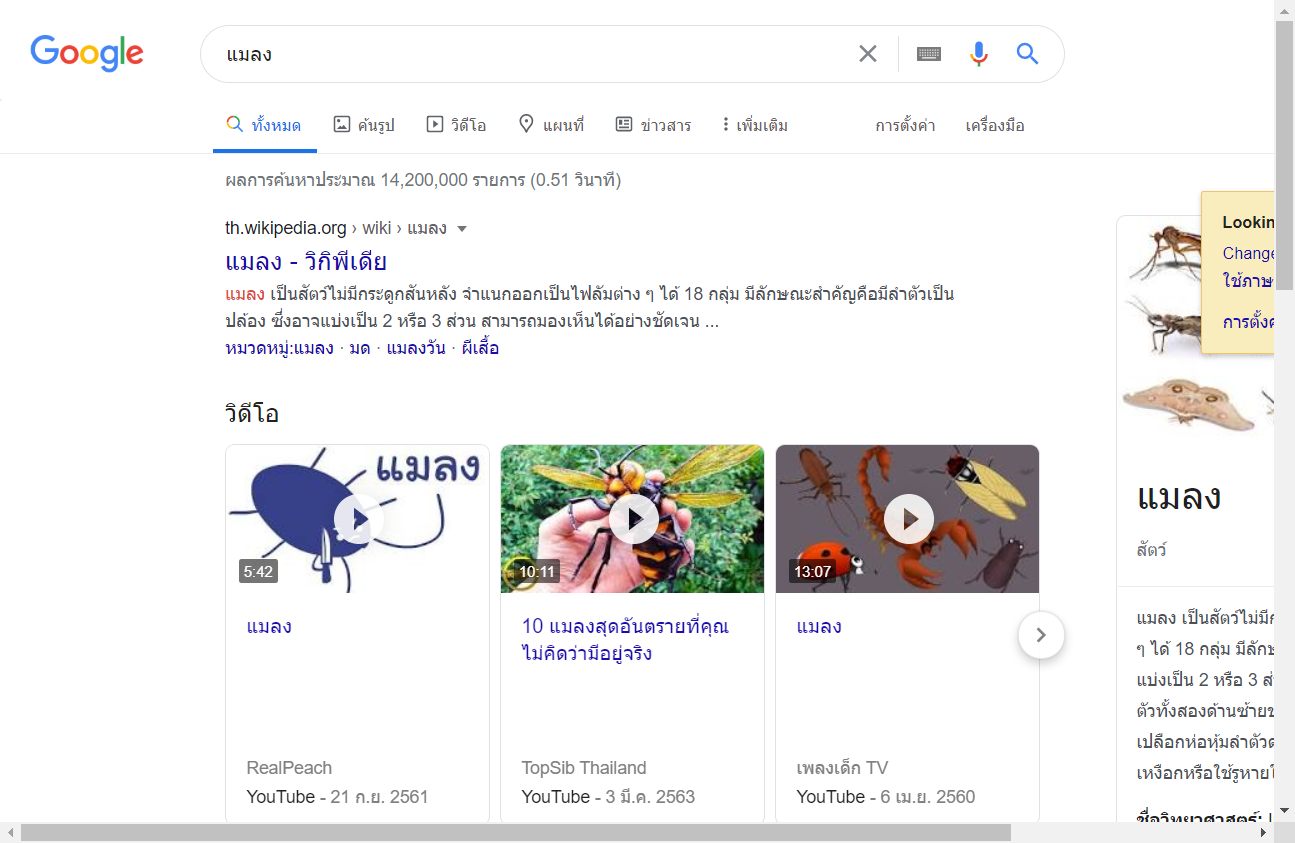 Google
แมลง
ทั้งหมด ค้นรูป วิดีโอ แผนที่ ข่าวสาร เพิ่มเติม การตั้งค่า เครื่องมือ
ผลการค้นหาประมาณ 14,200,000 รายการ (0.51 วินาที)
th.wikipedia.org › wiki › แมลง
แมลง - วิกิพีเดีย
แมลง เป็นสัตว์ไม่มีกระดูกสันหลัง จำแนกออกเป็นไฟลัมต่าง ๆ ได้ 18 กลุ่ม มีลักษณะสำคัญคือมีลำตัวเป็น
ปล้อง ซึ่งอาจแบ่งเป็น 2 หรือ 3 ส่วน สามารถมองเห็นได้อย่างชัดเจน ...
หมวดหมู่:แมลง · มด · แมลงวัน · ผีเสื้อ
วิดีโอ
แมลง
5:42
แมลง
RealPeach
YouTube - 21 ก.ย. 2561
10:11
10 แมลงสุดอันตรายที่คุณ
ไม่คิดว่ามีอยู่จริง
TopSib Thailand
YouTube - 3 มี.ค. 2563
13:07
แมลง
เพลงเด็ก TV
YouTube - 6 เม.ย. 2560
Lookin
Change
ใช้ภาษ
การตั้งค
แมลง
สัตว์
แมลง เป็นสัตว์ไม่มีก
ๆ ได้ 18 กลุ่ม มีลักษ
แบ่งเป็น 2 หรือ 3 ส่
ตัวทั้งสองด้านซ้ายข
เปลือกห่อหุ้มลำตัวด
เหงือกหรือใช้รูหายใ
ชื่อวิทยาศาสตร์: